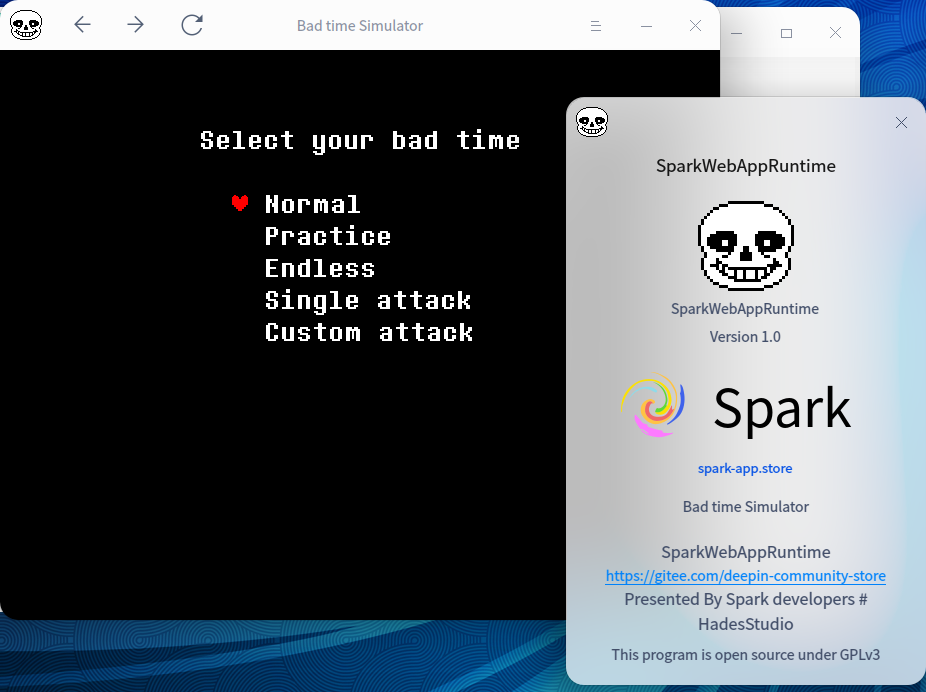 Bad time Simulator
Select your bad time
Normal
Practice
Endless
Single attack
Custom attack
SparkWebAppRuntime
SparkWebAppRuntime
Version 1.0
Spark
spark-app.store
Bad time Simulator
SparkWebAppRuntime
https://gitee.com/deepin-community-store
Presented By Spark developers #
HadesStudio
This program is open source under GPLv3